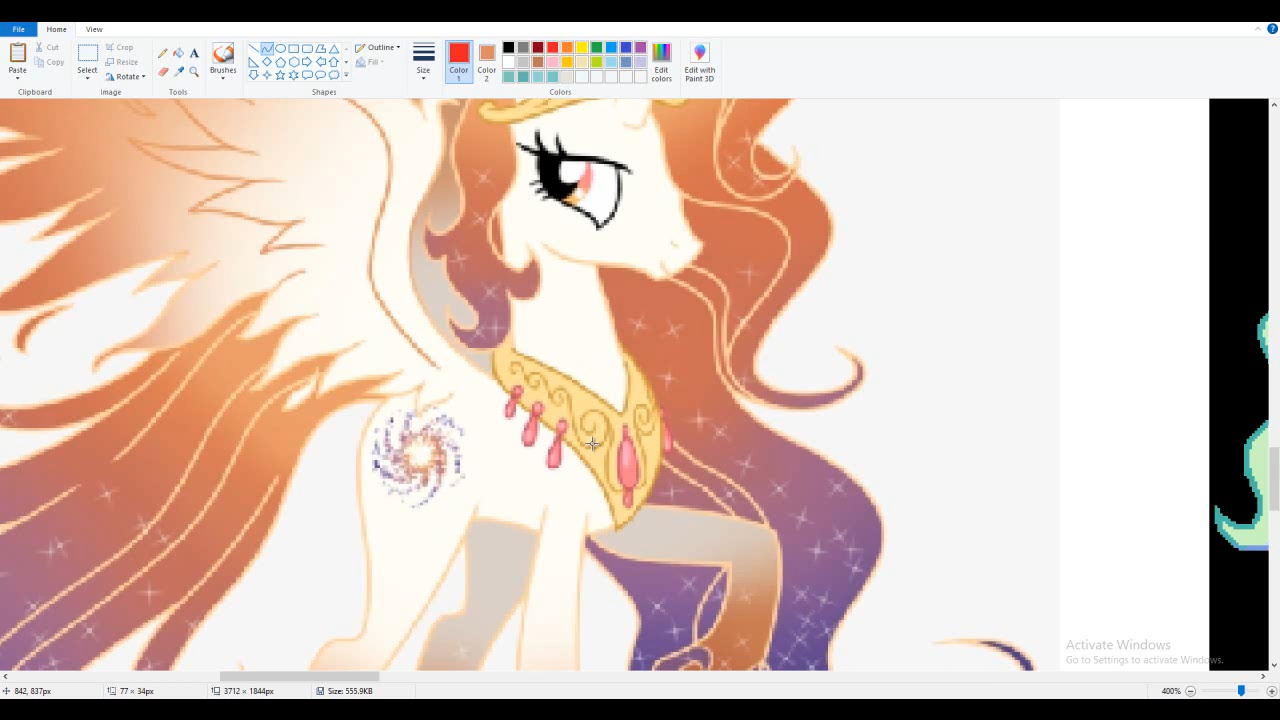 File Home View
Paste
Cut
Copy
Clipboard
Select
Crop
Resize
Rotate
Image
A
Tools
Brushes
Outline
Fill
Shapes
Size
Color 1
Color 2
Edit colors
Edit with Paint 3D
Colors
Activate Windows
Go to Settings to activate Windows.
842, 837px 77 × 34px 3712 × 1844px Size: 555.9KB 400%